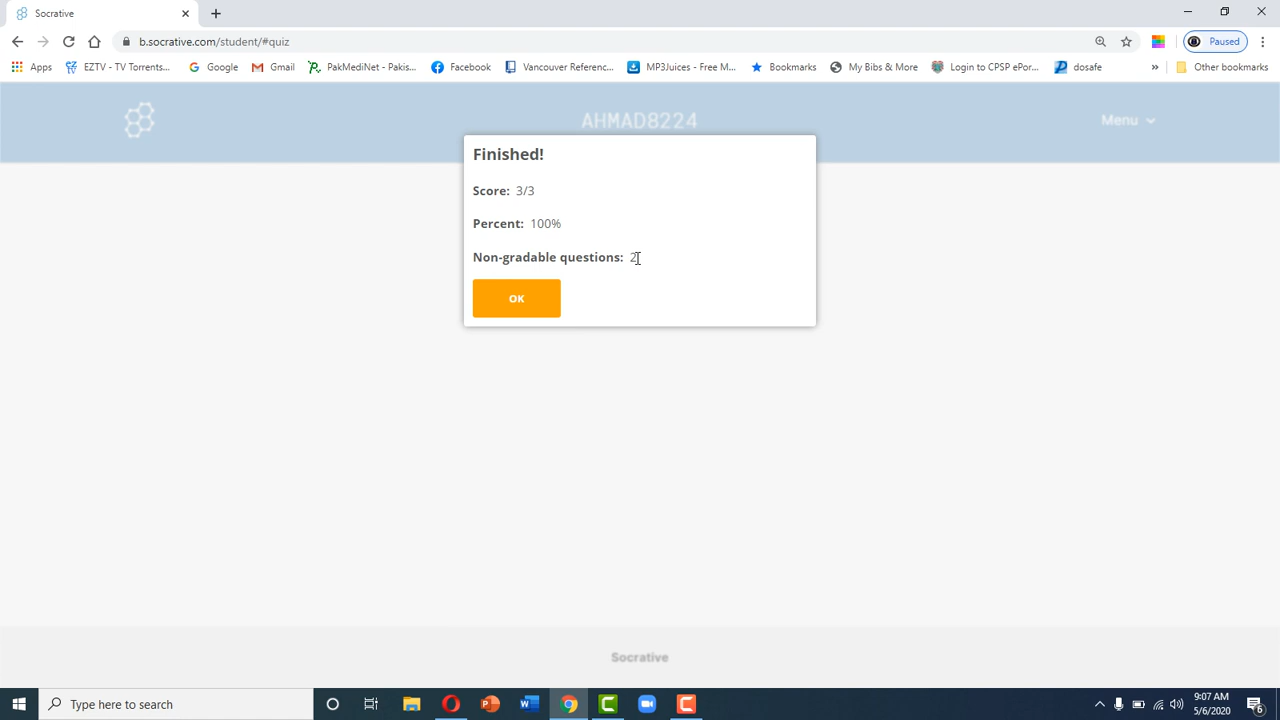 Socrative
b.socrative.com/student/#quiz
Paused
Apps
EZTV - TV Torrents...
Google
Gmail
PakMediNet - Pakis...
Facebook
Vancouver Referenc...
MP3Juices - Free M...
Bookmarks
My Bibs & More
Login to CPSP ePor...
dosafe
»
Other bookmarks
AHMAD8224
Menu
Finished!
Score: 3/3
Percent: 100%
Non-gradable questions: 2
OK
Socrative
Type here to search
9:07 AM
5/6/2020
6